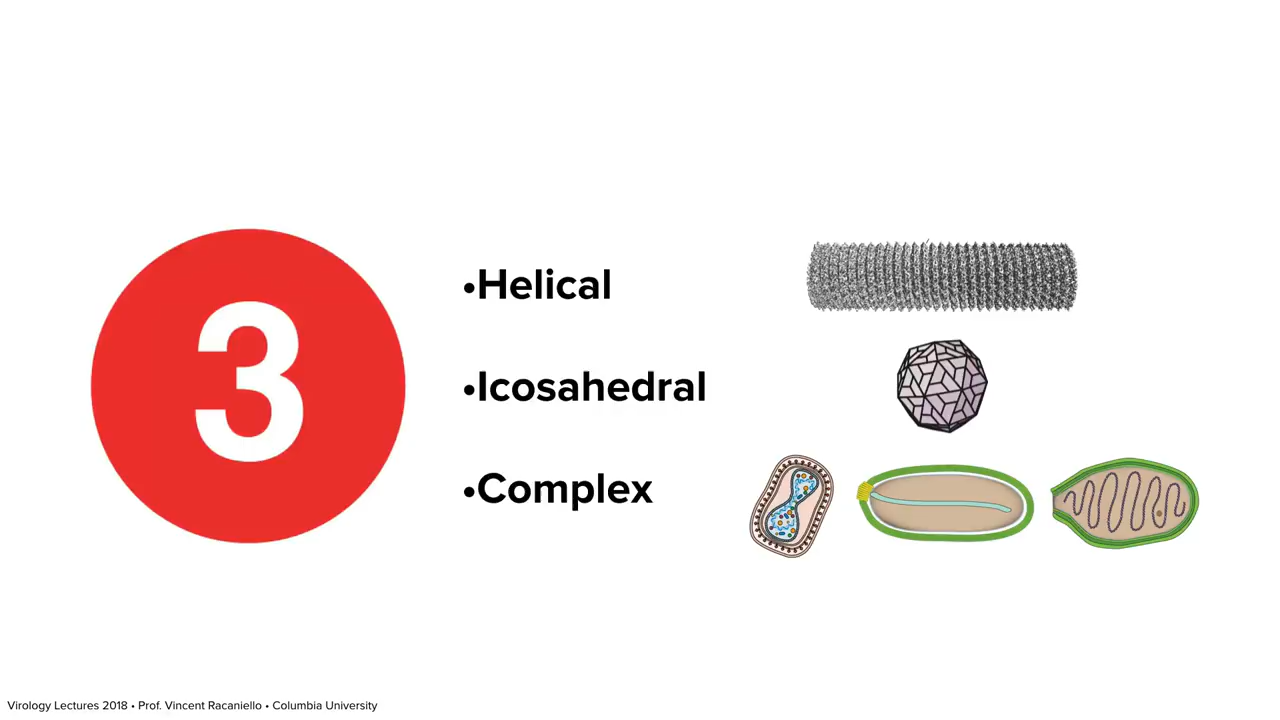 3
•Helical
•Icosahedral
•Complex
Virology Lectures 2018 • Prof. Vincent Racaniello • Columbia University